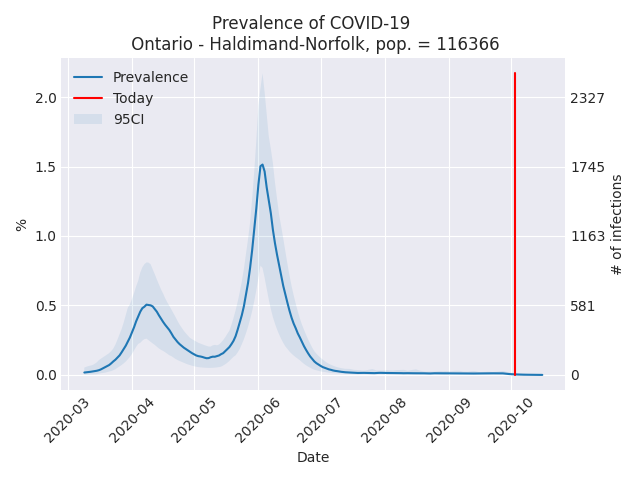 Prevalence of COVID-19
Ontario - Haldimand-Norfolk, pop. = 116366
Prevalence
Today
95CI
%
2.0
1.5
1.0
0.5
0.0
2327
1745
1163
581
0
# of infections
2020-03
2020-04
2020-05
2020-06
2020-07
2020-08
2020-09
2020-10
Date